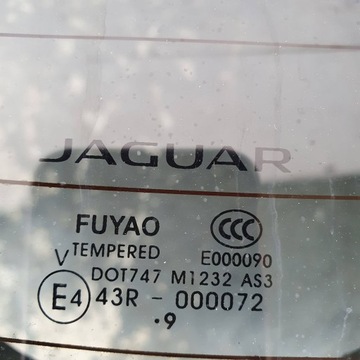 JAGUAR
FUYAO CCC
V TEMPERED E000090
DOT747 M1232 AS3
E4 43R - 000072
.9